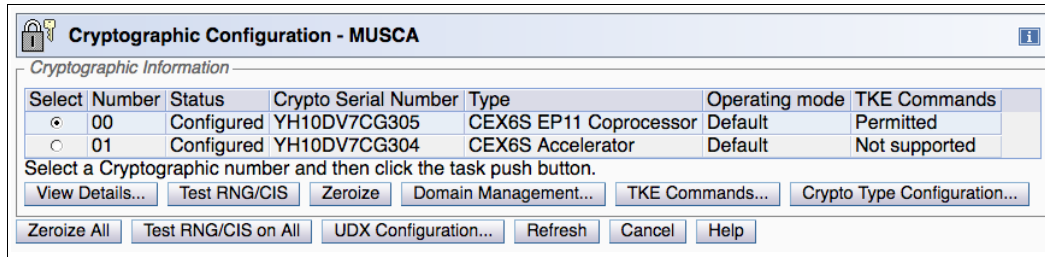 Cryptographic Configuration - MUSCA
i
Cryptographic Information
Select Number Status Crypto Serial Number Type Operating mode TKE Commands
00 Configured YH10DV7CG305 CEX6S EP11 Coprocessor Default Permitted
01 Configured YH10DV7CG304 CEX6S Accelerator Default Not supported
Select a Cryptographic number and then click the task push button.
View Details... Test RNG/CIS Zeroize Domain Management... TKE Commands... Crypto Type Configuration...
Zeroize All Test RNG/CIS on All UDX Configuration... Refresh Cancel Help